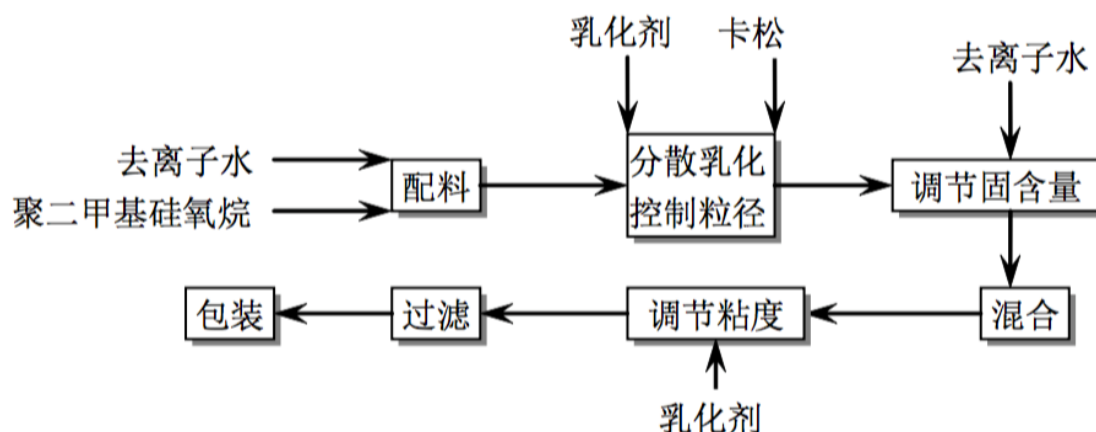 乳化剂
卡松
去离子水
去离子水
聚二甲基硅氧烷
配料
分散乳化
控制粒径
调节固含量
包装
过滤
调节粘度
混合
乳化剂